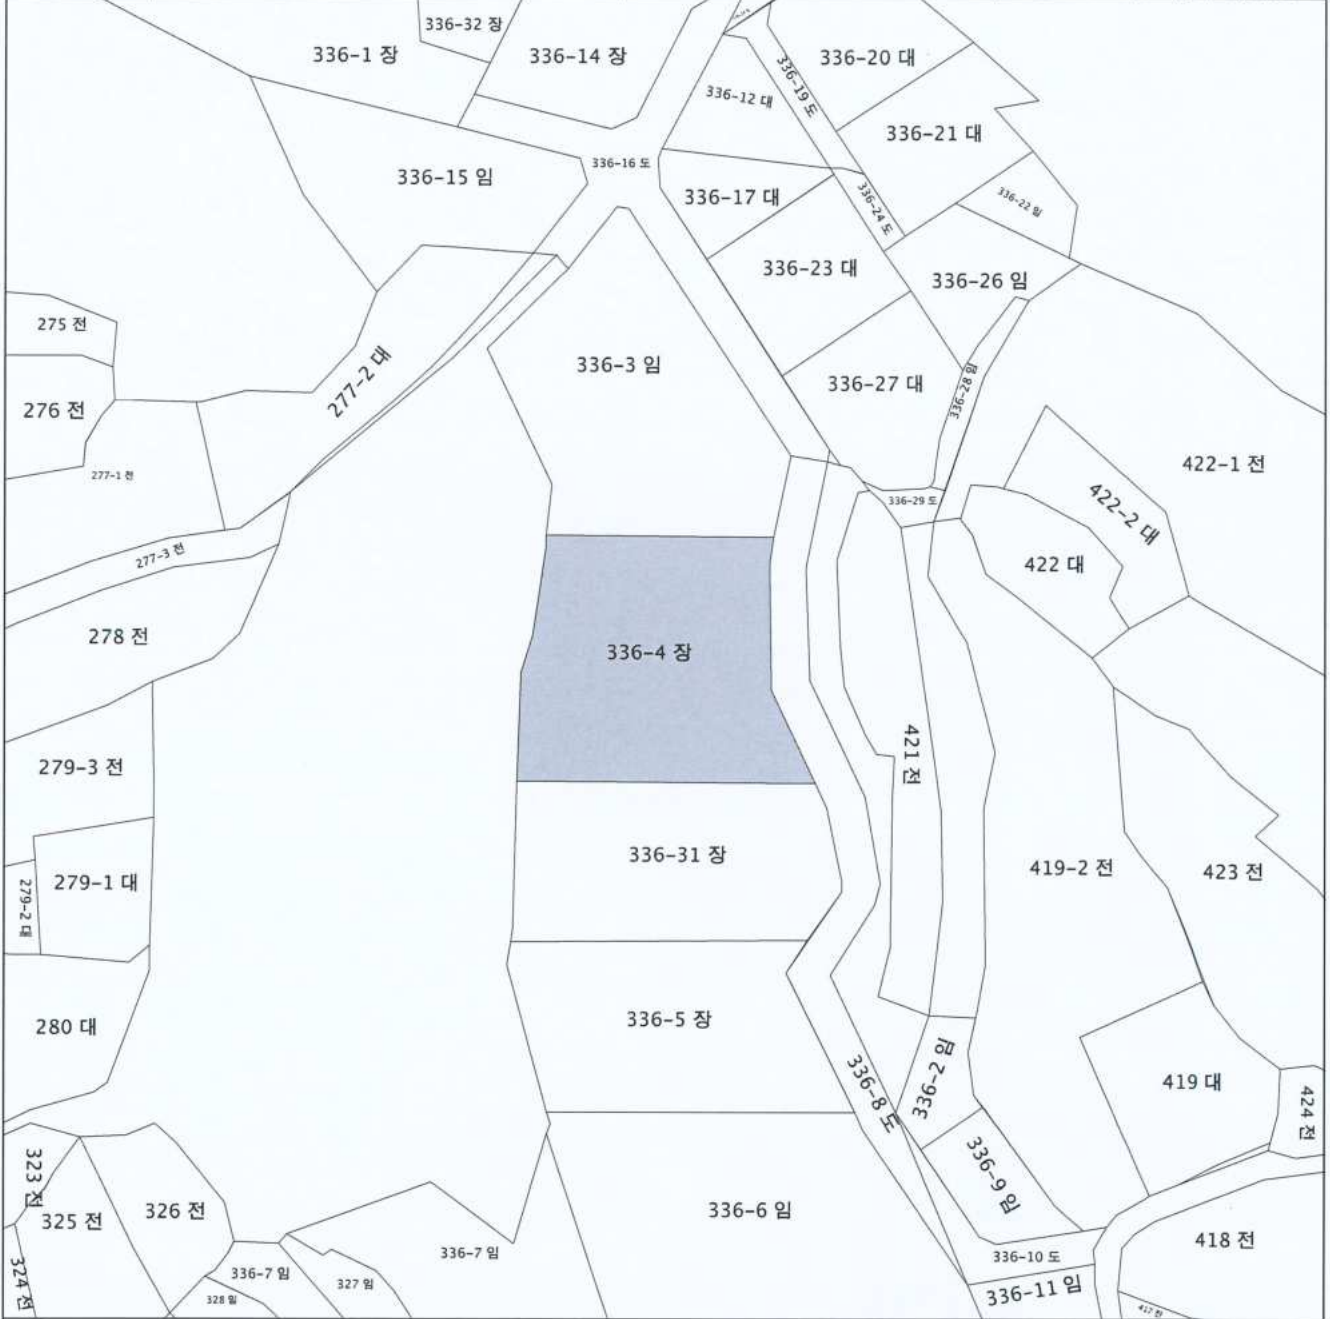 336-32 장
336-1 장
336-14 장
336-20 대
336-19 도
336-12 대
336-21 대
336-16 도
336-15 임
336-17 대
336-24 도
336-22 임
336-23 대
336-26 임
275 전
336-3 임
277-2 대
336-27 대
336-28 임
276 전
422-1 전
277-1 전
336-29 도
422-2 대
277-3 전
422 대
278 전
336-4 장
421 전
279-3 전
336-31 장
419-2 전
423 전
279-1 대
279-2 대
336-5 장
280 대
336-8 도
336-2 임
419 대
424 전
323 전
336-9 임
325 전
326 전
336-6 임
418 전
336-7 임
336-10 도
324 전
336-7 임
327 임
336-11 임
328 임
417 전